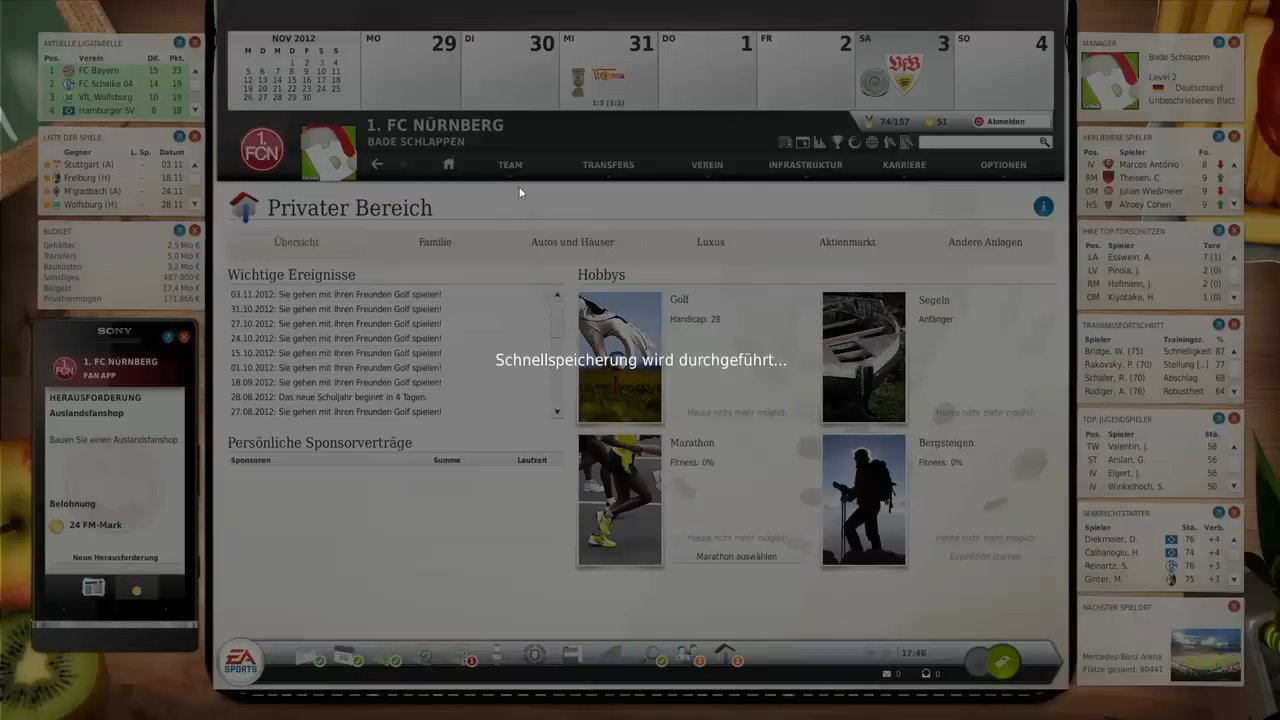 AKTUELLE LIGATABELLE
Pos. Verein Dif. Pkt.
1 FC Bayern 15 23
2 FC Schalke 04 14 19
3 VfL Wolfsburg 10 19
4 Hamburger SV 8 18
LISTE DER SPIELE
Gegner L. Sp. Datum
Stuttgart (A) - 03.11
Freiburg (H) - 18.11
M'gladbach (A) - 24.11
Wolfsburg (H) - 28.11
BUDGET
Gehälter 2,5 Mio €
Transfers 5,0 Mio €
Baukosten 3,2 Mio €
Sonstiges 487.000 €
Bargeld 17,4 Mio €
Privatvermögen 171.966 €
SONY
1. FC NÜRNBERG
FAN APP
HERAUSFORDERUNG
Auslandsfanshop
Bauen Sie einen Auslandsfanshop.
Belohnung
24 FM-Mark
Neue Herausforderung
NOV 2012
M D M D F S S
1 2 3 4
5 6 7 8 9 10 11
12 13 14 15 16 17 18
19 20 21 22 23 24 25
26 27 28 29 30
MO 29
DI 30
MI 31
1:3 (1:1)
DO 1
FR 2
SA 3
VfB
SO 4
1. FCN
1. FC NÜRNBERG
BADE SCHLAPPEN
74/157 51 Abmelden
TEAM TRANSFERS VEREIN INFRASTRUKTUR KARRIERE OPTIONEN
Privater Bereich
Übersicht Familie Autos und Häuser Luxus Aktienmarkt Andere Anlagen
Wichtige Ereignisse
03.11.2012: Sie gehen mit Ihren Freunden Golf spielen!
31.10.2012: Sie gehen mit Ihren Freunden Golf spielen!
27.10.2012: Sie gehen mit Ihren Freunden Golf spielen!
24.10.2012: Sie gehen mit Ihren Freunden Golf spielen!
15.10.2012: Sie gehen mit Ihren Freunden Golf spielen!
01.10.2012: Sie gehen mit Ihren Freunden Golf spielen!
18.09.2012: Sie gehen mit Ihren Freunden Golf spielen!
28.08.2012: Das neue Schuljahr beginnt in 4 Tagen.
27.08.2012: Sie gehen mit Ihren Freunden Golf spielen!
Persönliche Sponsorverträge
Sponsoren Summe Laufzeit
Hobbys
Golf
Handicap: 28
Heute nicht mehr möglich
Segeln
Anfänger
Heute nicht mehr möglich
Schnellspeicherung wird durchgeführt...
Marathon
Fitness: 0%
Heute nicht mehr möglich
Marathon auswählen
Bergsteigen
Fitness: 0%
Heute nicht mehr möglich
Expedition starten
EA SPORTS
30
2
1
1
1
17:46
0 0
MANAGER
Bade Schlappen
Level 2
Deutschland
Unbeschriebenes Blatt
VERLIEHENE SPIELER
Pos. Spieler Fo.
IV Marcos António 8
RM Theisen, C. 9
OM Julian Wießmeier 9
HS Alroey Cohen 9
IHRE TOP-TORSCHÜTZEN
Pos. Spieler Tore
LA Esswein, A. 7 (1)
LV Pinola, J. 2 (0)
RM Hofmann, J. 2 (0)
OM Kiyotake, H. 1 (0)
TRAININGSFORTSCHRITT
Spieler Trainingsz. %
Bridge, W. (75) Schnelligkeit 87
Rakovsky, P. (70) Stellung [..] 77
Schäfer, R. (70) Abschlag 68
Rüdiger, A. (76) Robustheit 64
TOP-JUGENDSPIELER
Pos. Spieler Stä.
TW Valentin, J. 58
ST Arslan, G. 56
IV Elgert, J. 56
IV Winkelhoch, S. 50
SENKRECHTSTARTER
Spieler Stä. Verb.
Diekmeier, D. 76 +4
Calhanoglu, H. 74 +4
Reinartz, S. 76 +3
Ginter, M. 75 +3
NÄCHSTER SPIELORT
Mercedes-Benz Arena
Plätze gesamt: 60441